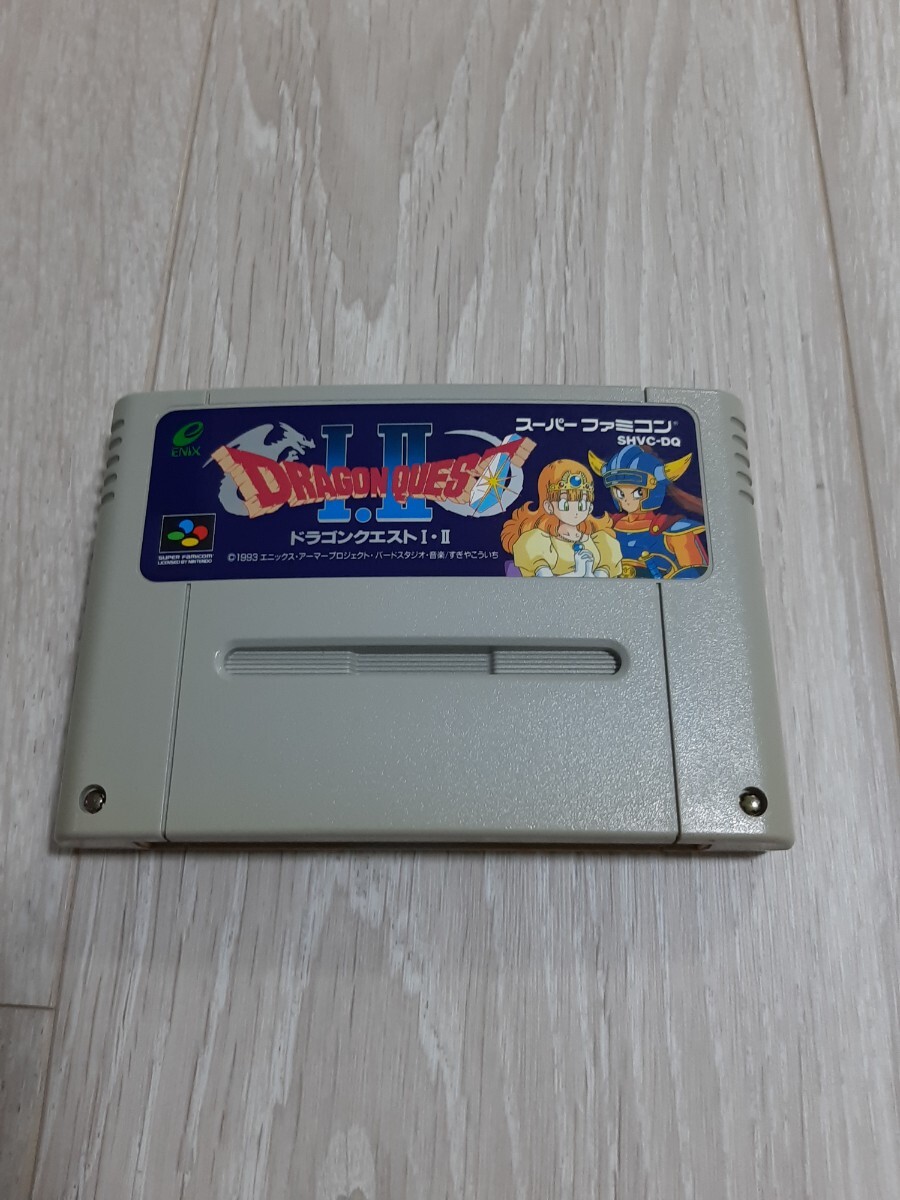 ENIX
I.II
DRAGON QUEST
ドラゴンクエストI・II
©1993 エニックス・アーマープロジェクト・バードスタジオ・音楽/すぎやこういち
スーパーファミコン®
SHVC-DQ
SUPER FAMICOM
LICENSED BY NINTENDO